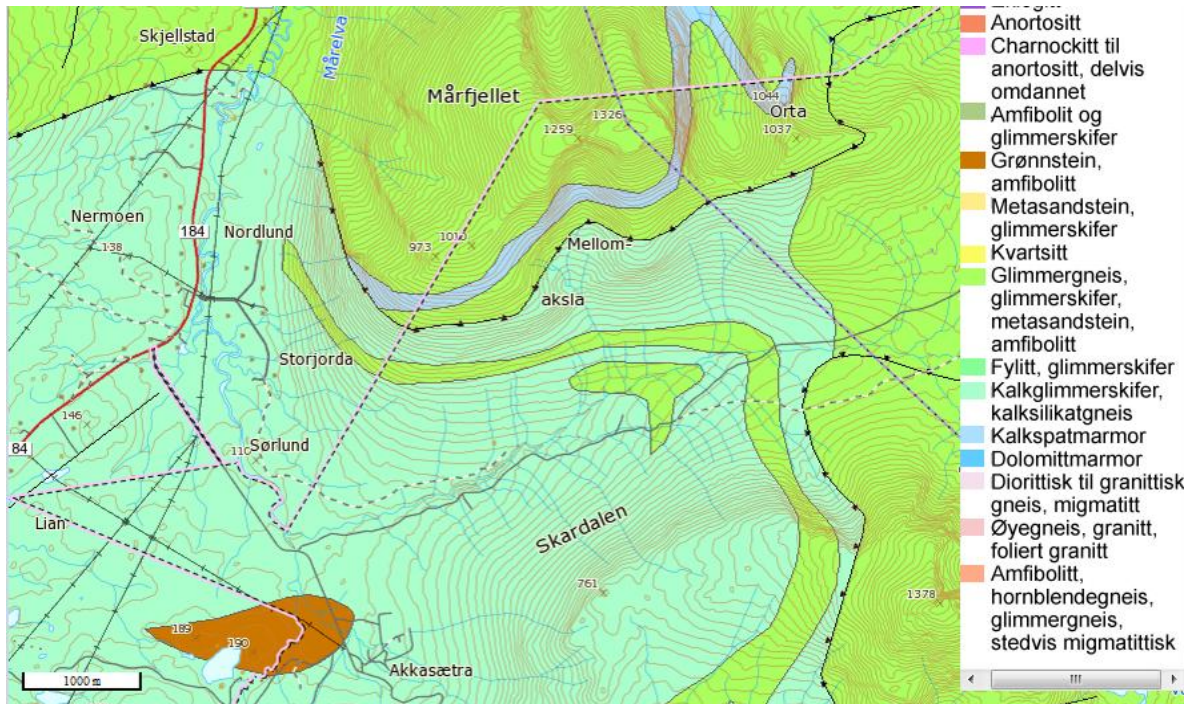 Skjellstad
Mårelva
Mårfjellet
1044
Orta
1326
1259
1037
Nermoen
184
Nordlund
138
973
Mellom-
aksla
Storjorda
146
84
110
Sørlund
Lian
Skardalen
761
1378
189
190
Akkasætra
1000 m
Anortositt
Charnockitt til
anortositt, delvis
omdannet
Amfibolit og
glimmerskifer
Grønnstein,
amfibolitt
Metasandstein,
glimmerskifer
Kvartsitt
Glimmergneis,
glimmerskifer,
metasandstein,
amfibolitt
Fylitt, glimmerskifer
Kalkglimmerskifer,
kalksilikatgneis
Kalkspatmarmor
Dolomittmarmor
Diorittisk til granittisk
gneis, migmatitt
Øyegneis, granitt,
foliert granitt
Amfibolitt,
hornblendegneis,
glimmergneis,
stedvis migmatittisk